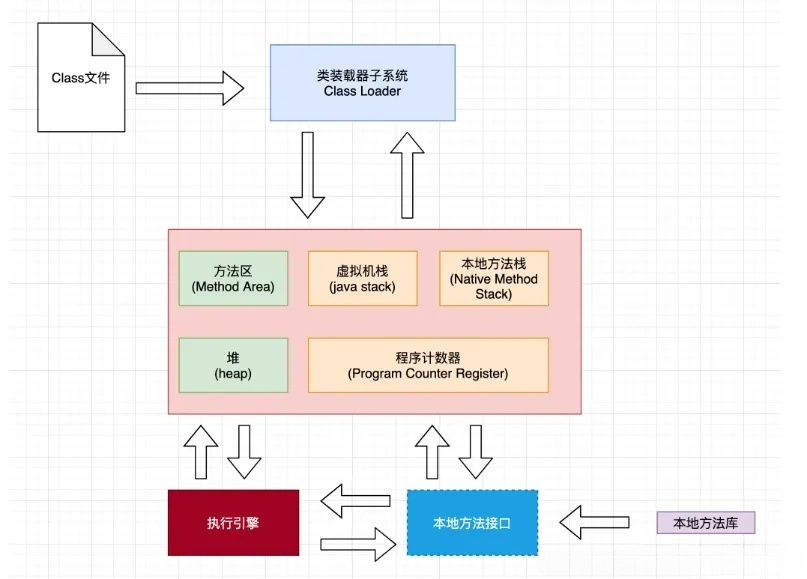 Class文件
类装载器子系统
Class Loader
方法区
(Method Area)
虚拟机栈
(java stack)
本地方法栈
(Native Method
Stack)
堆
(heap)
程序计数器
(Program Counter Register)
执行引擎
本地方法接口
本地方法库